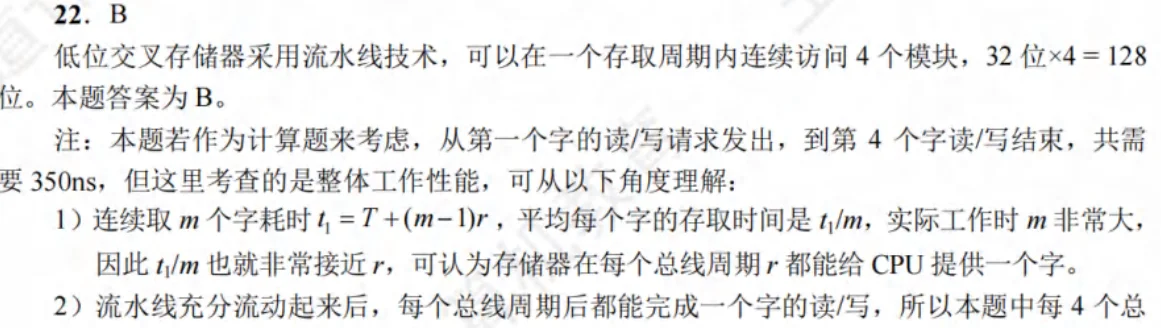 22. B
低位交叉存储器采用流水线技术，可以在一个存取周期内连续访问 4 个模块，32 位×4 = 128
位。本题答案为 B。
注：本题若作为计算题来考虑，从第一个字的读/写请求发出，到第 4 个字读/写结束，共需
要 350ns，但这里考查的是整体工作性能，可从以下角度理解：
1）连续取 m 个字耗时 t₁ = T + (m − 1)r，平均每个字的存取时间是 t₁/m，实际工作时 m 非常大，
因此 t₁/m 也就非常接近 r，可认为存储器在每个总线周期 r 都能给 CPU 提供一个字。
2）流水线充分流动起来后，每个总线周期后都能完成一个字的读/写，所以本题中每 4 个总